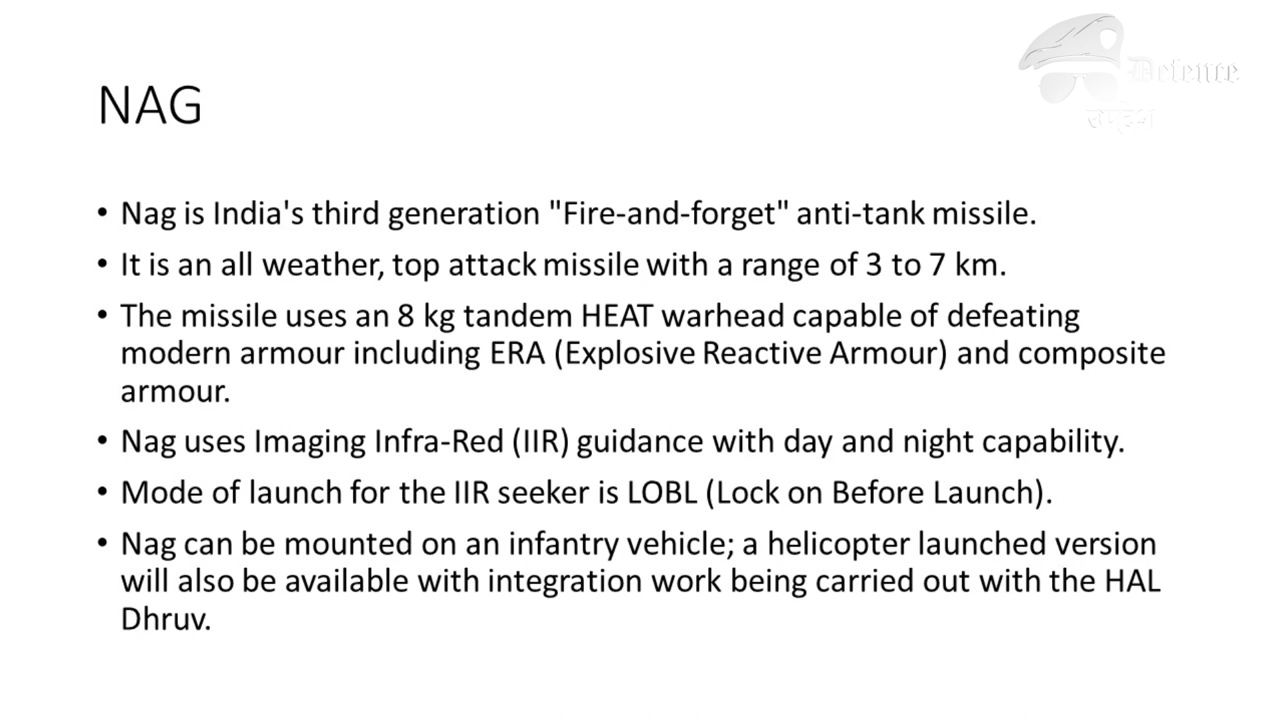 Defence
NAG
• Nag is India's third generation "Fire-and-forget" anti-tank missile.
• It is an all weather, top attack missile with a range of 3 to 7 km.
• The missile uses an 8 kg tandem HEAT warhead capable of defeating
modern armour including ERA (Explosive Reactive Armour) and composite
armour.
• Nag uses Imaging Infra-Red (IIR) guidance with day and night capability.
• Mode of launch for the IIR seeker is LOBL (Lock on Before Launch).
• Nag can be mounted on an infantry vehicle; a helicopter launched version
will also be available with integration work being carried out with the HAL
Dhruv.